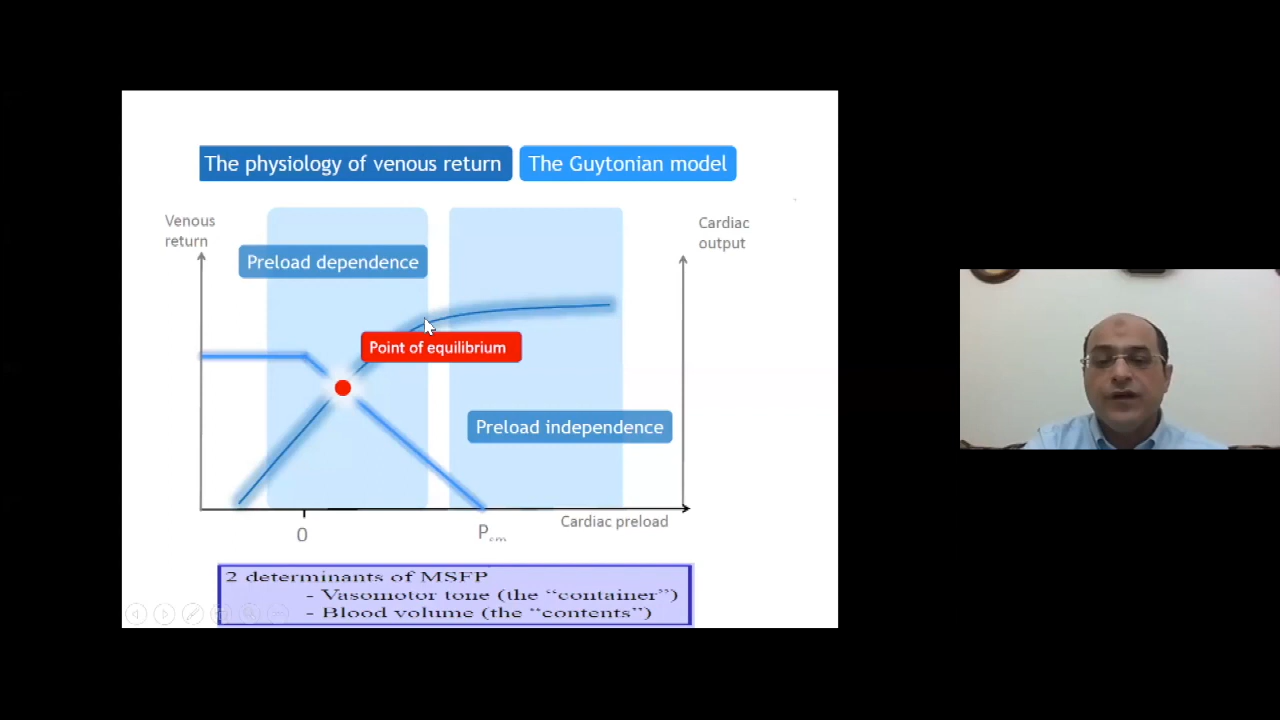 The physiology of venous return
The Guytonian model
Venous
return
Cardiac
output
Preload dependence
Point of equilibrium
Preload independence
0
Psm
Cardiac preload
2 determinants of MSFP
- Vasomotor tone (the “container”)
- Blood volume (the “contents”)